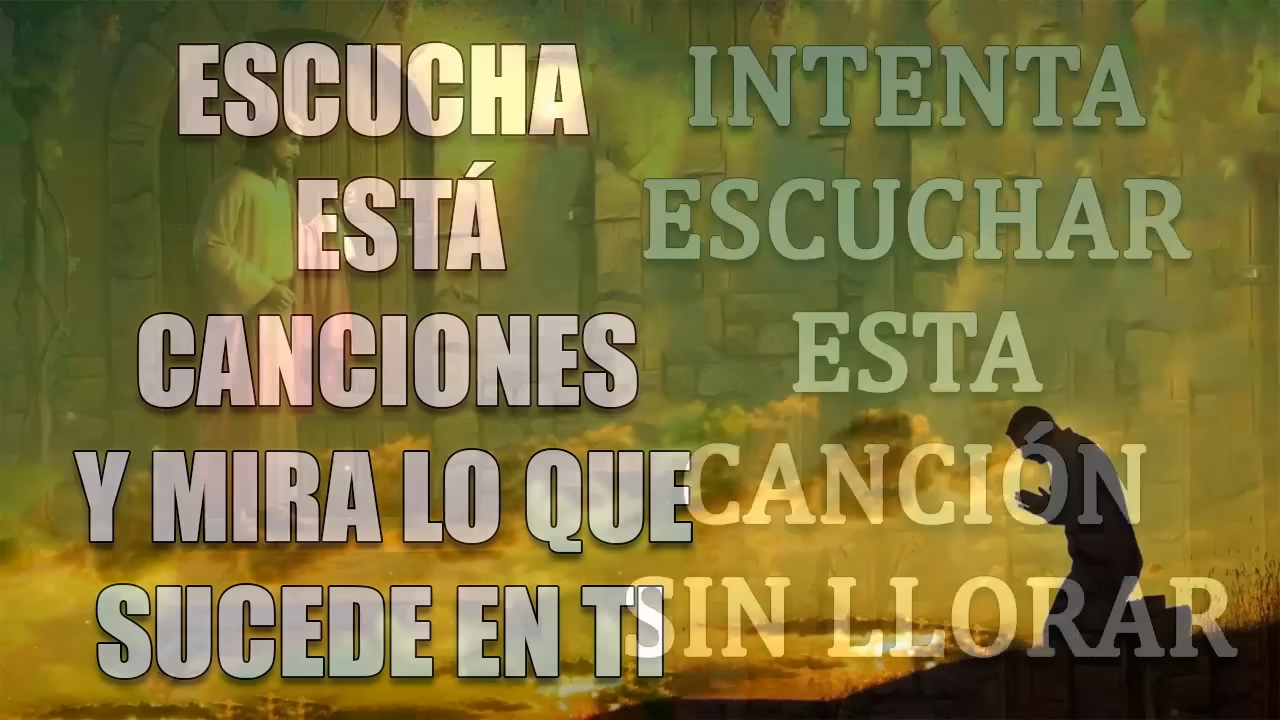 ESCUCHA
ESTÁ
CANCIONES
Y MIRA LO QUE
SUCEDE EN TI
INTENTA
ESCUCHAR
ESTA
CANCIÓN
SIN LLORAR